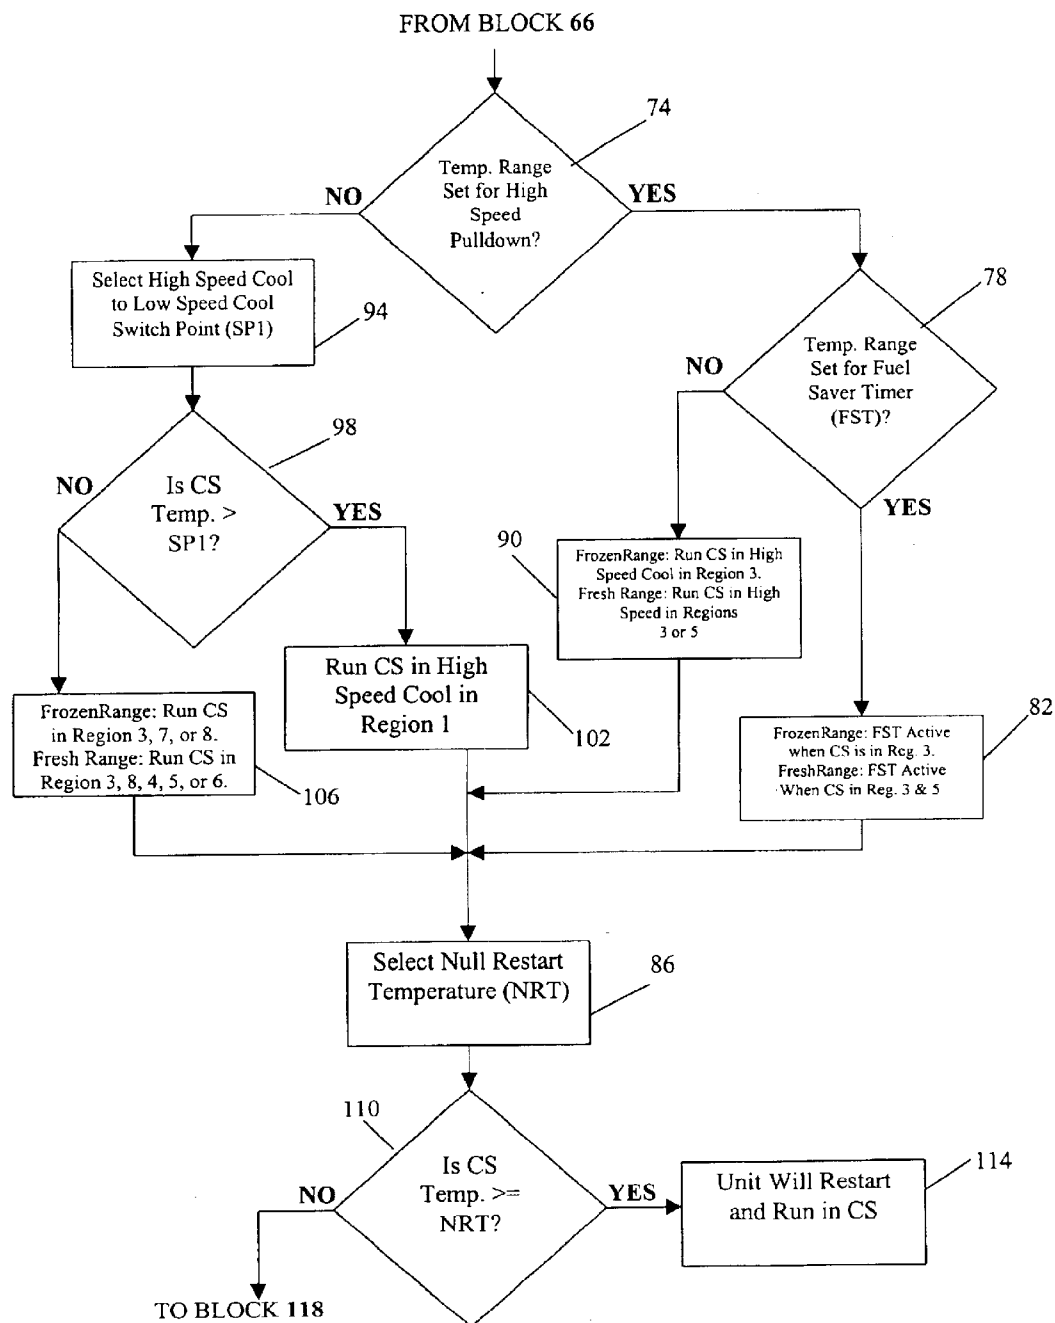 FROM BLOCK 66
74
Temp. Range
Set for High
Speed
Pulldown?
NO
YES
Select High Speed Cool
to Low Speed Cool
Switch Point (SP1)
94
78
Temp. Range
Set for Fuel
Saver Timer
(FST)?
NO
YES
98
Is CS
Temp. >
SP1?
NO
YES
90
FrozenRange: Run CS in High
Speed Cool in Region 3.
Fresh Range: Run CS in High
Speed in Regions
3 or 5
Run CS in High
Speed Cool in
Region 1
102
FrozenRange: Run CS
in Region 3, 7, or 8.
Fresh Range: Run CS in
Region 3, 8, 4, 5, or 6.
106
82
FrozenRange: FST Active
when CS is in Reg. 3.
FreshRange: FST Active
When CS in Reg. 3 & 5
Select Null Restart
Temperature (NRT)
86
110
Is CS
Temp. >=
NRT?
NO
YES
Unit Will Restart
and Run in CS
114
TO BLOCK 118